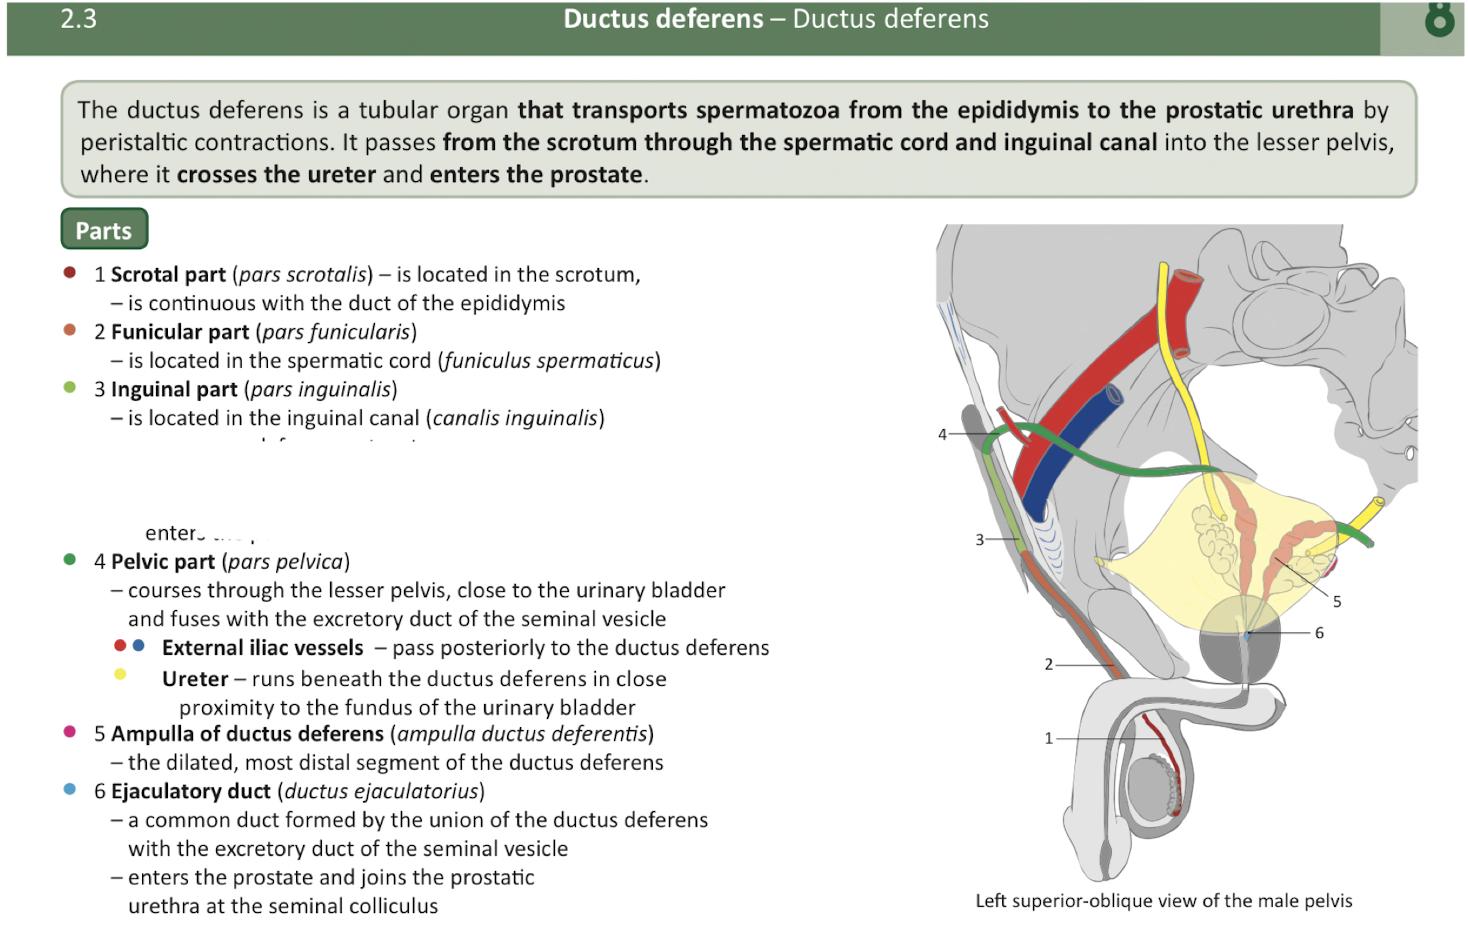 2.3
Ductus deferens – Ductus deferens
8
The ductus deferens is a tubular organ that transports spermatozoa from the epididymis to the prostatic urethra by
peristaltic contractions. It passes from the scrotum through the spermatic cord and inguinal canal into the lesser pelvis,
where it crosses the ureter and enters the prostate.
Parts
1 Scrotal part (pars scrotalis) – is located in the scrotum,
– is continuous with the duct of the epididymis
2 Funicular part (pars funicularis)
– is located in the spermatic cord (funiculus spermaticus)
3 Inguinal part (pars inguinalis)
– is located in the inguinal canal (canalis inguinalis)
enters
4 Pelvic part (pars pelvica)
– courses through the lesser pelvis, close to the urinary bladder
and fuses with the excretory duct of the seminal vesicle
External iliac vessels – pass posteriorly to the ductus deferens
Ureter – runs beneath the ductus deferens in close
proximity to the fundus of the urinary bladder
5 Ampulla of ductus deferens (ampulla ductus deferentis)
– the dilated, most distal segment of the ductus deferens
6 Ejaculatory duct (ductus ejaculatorius)
– a common duct formed by the union of the ductus deferens
with the excretory duct of the seminal vesicle
– enters the prostate and joins the prostatic
urethra at the seminal colliculus
4
3
5
6
2
1
Left superior-oblique view of the male pelvis